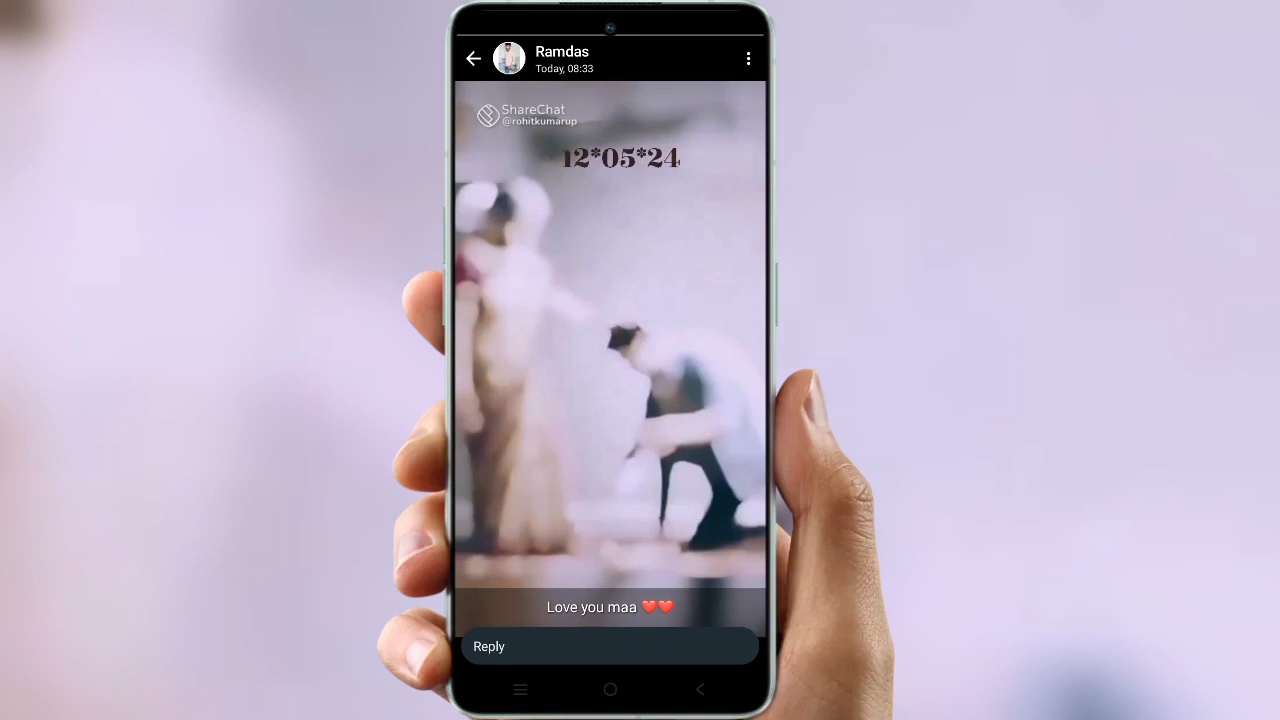 Ramdas
Today, 08:33
ShareChat
@rohitkumarup
12*05*24
Love you maa ❤️❤️
Reply